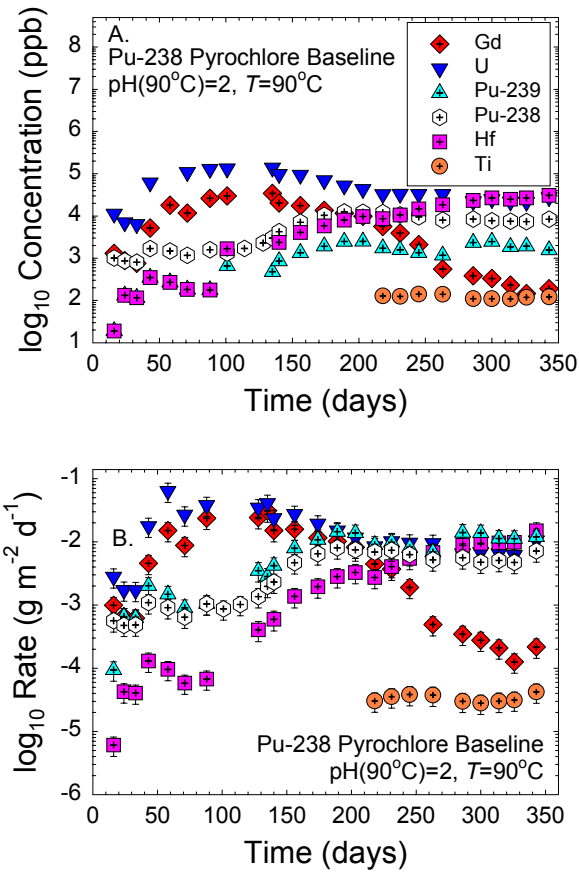 A.
Pu-238 Pyrochlore Baseline
pH(90°C)=2, T=90°C
Gd
U
Pu-239
Pu-238
Hf
Ti
8
7
6
5
4
3
2
1
log₁₀ Concentration (ppb)
0 50 100 150 200 250 300 350
Time (days)
-1
-2
-3
-4
-5
-6
log₁₀ Rate (g m⁻² d⁻¹)
B.
Pu-238 Pyrochlore Baseline
pH(90°C)=2, T=90°C
0 50 100 150 200 250 300 350
Time (days)